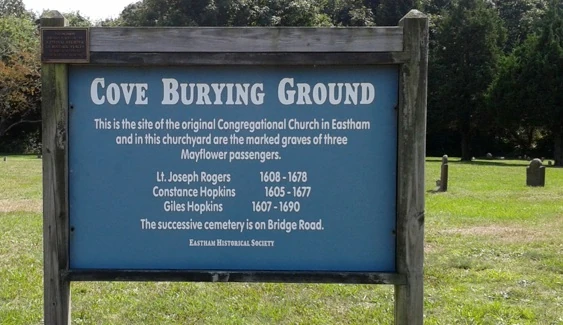 COVE BURYING GROUND
This is the site of the original Congregational Church in Eastham
and in this churchyard are the marked graves of three
Mayflower passengers.
Lt. Joseph Rogers 1608 - 1678
Constance Hopkins 1605 - 1677
Giles Hopkins 1607 - 1690
The successive cemetery is on Bridge Road.
EASTHAM HISTORICAL SOCIETY